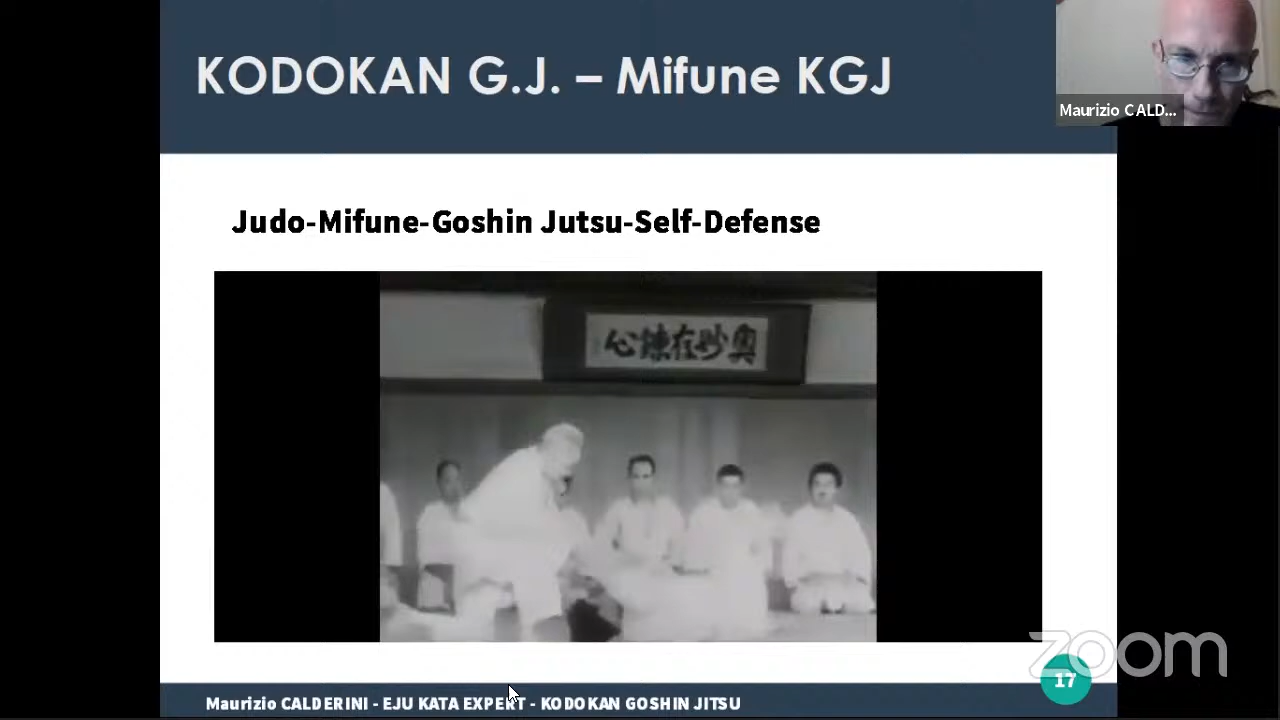 KODOKAN G.J. – Mifune KGJ
Maurizio CALD...
Judo-Mifune-Goshin Jutsu-Self-Defense
心錬在妙奥
zoom
17
Maurizio CALDERINI - EJU KATA EXPERT - KODOKAN GOSHIN JITSU